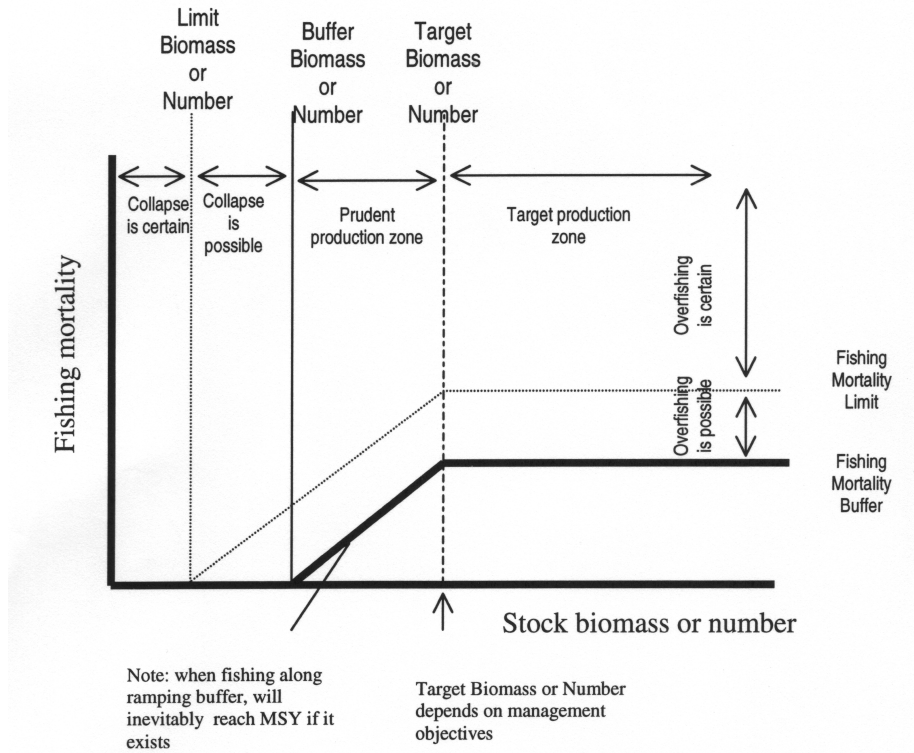 Limit
Biomass
or
Number
Buffer
Biomass
or
Number
Target
Biomass
or
Number
Collapse
is certain
Collapse
is
possible
Prudent
production zone
Target production
zone
Overfishing
is certain
Overfishing
is possible
Fishing mortality
Fishing
Mortality
Limit
Fishing
Mortality
Buffer
Stock biomass or number
Note: when fishing along
ramping buffer, will
inevitably reach MSY if it
exists
Target Biomass or Number
depends on management
objectives